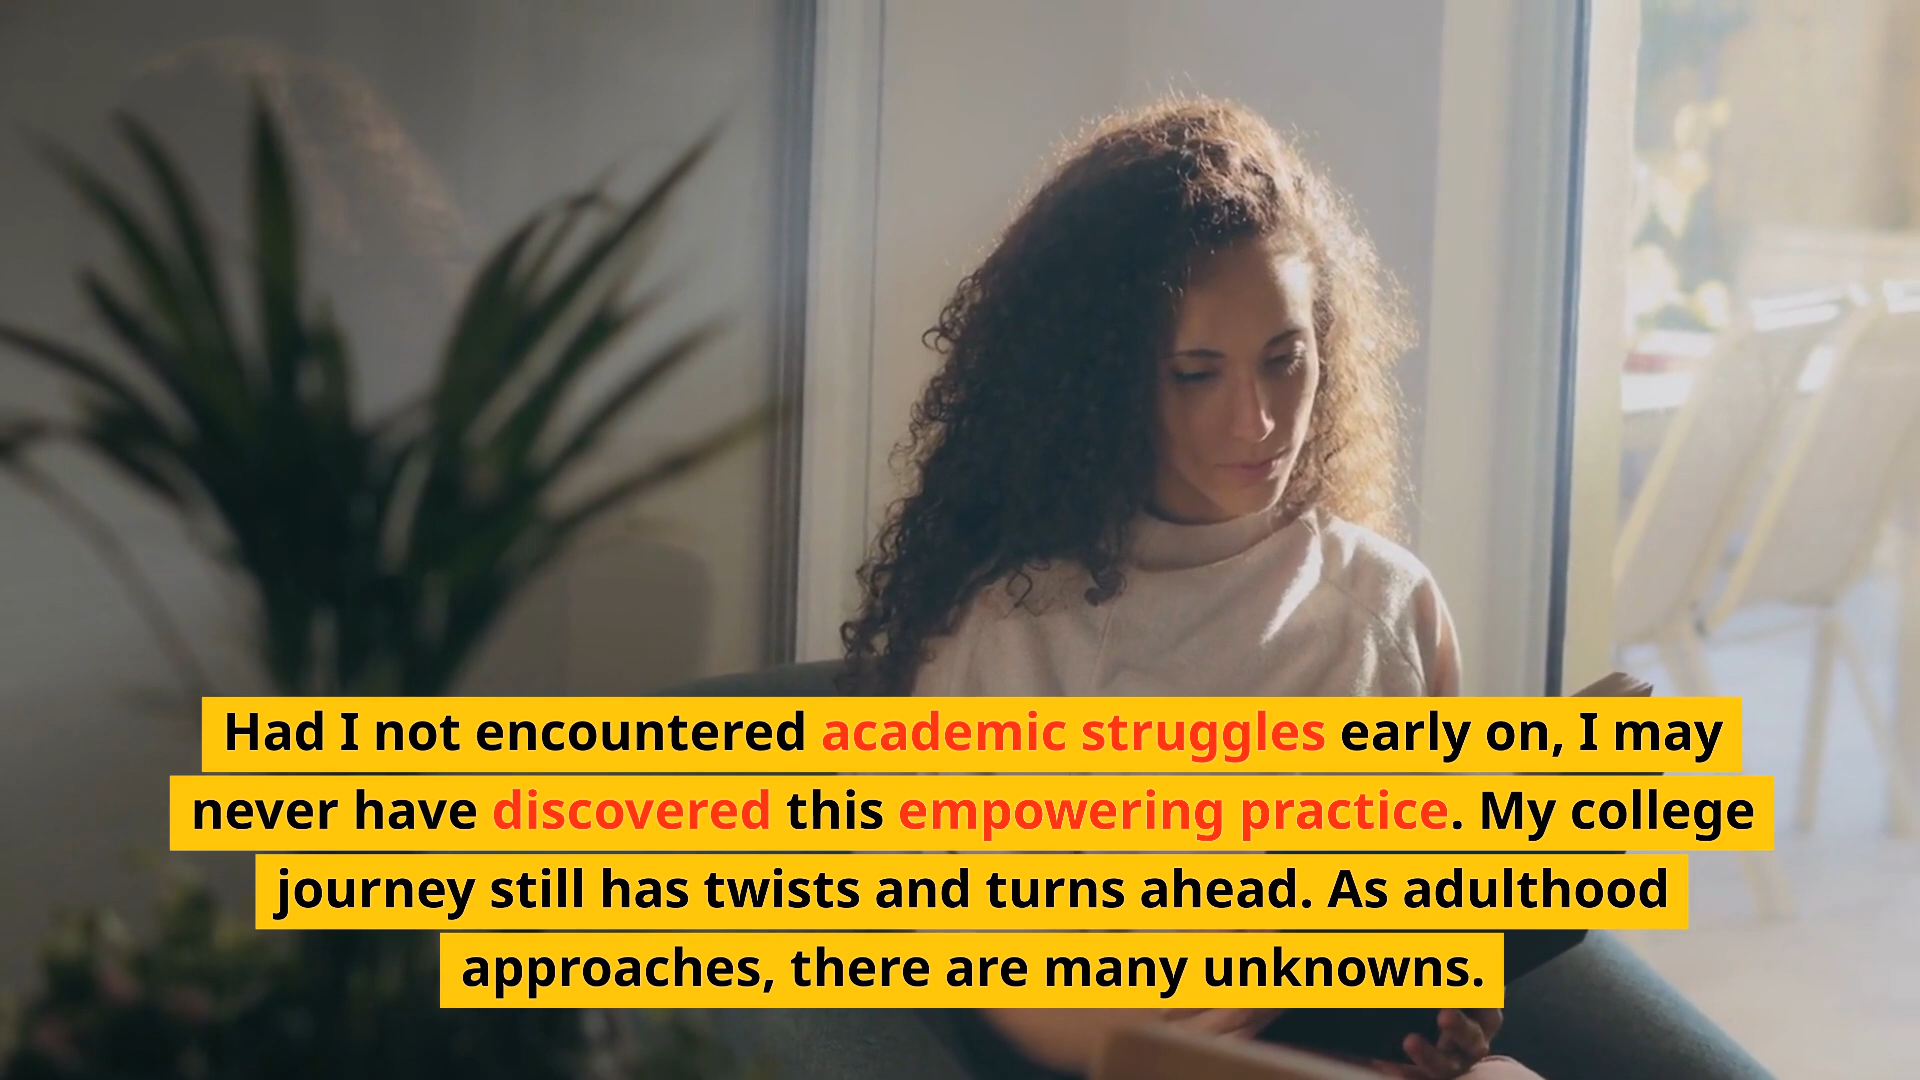 Had I not encountered academic struggles early on, I may
never have discovered this empowering practice. My college
journey still has twists and turns ahead. As adulthood
approaches, there are many unknowns.